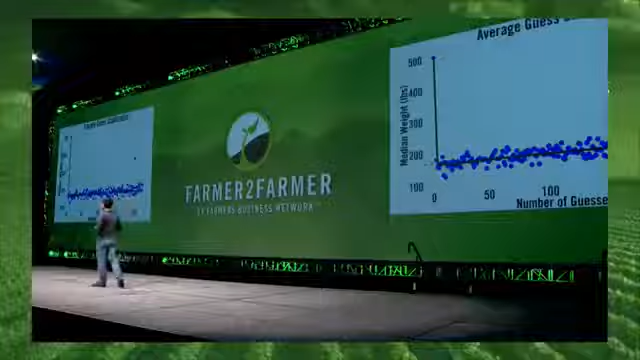 FARMER2FARMER
BY FARMERS BUSINESS NETWORK
Average Guess
Median Weight (lbs)
500
400
300
200
100
0
50
100
Number of Guesse